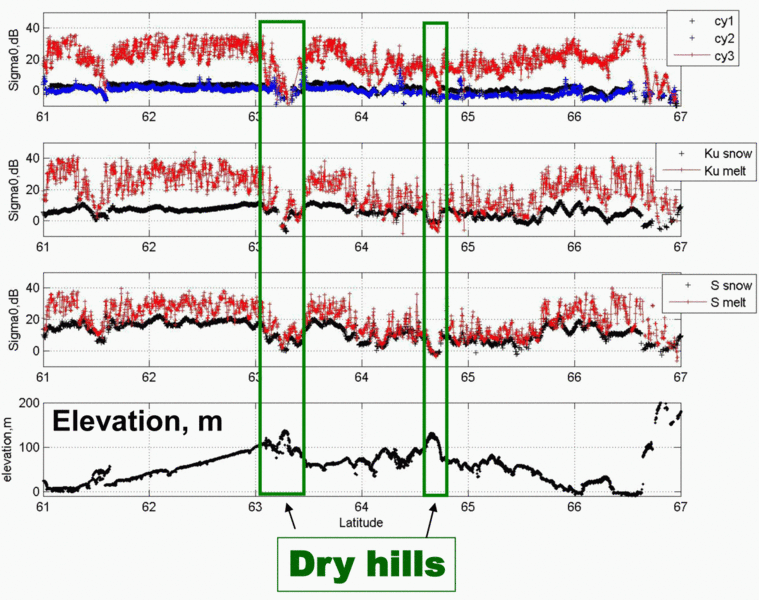 Sigma0,dB
40
20
0
+ cy1
+ cy2
cy3
61 62 63 64 65 66 67
Sigma0,dB
40
20
0
+ Ku snow
Ku melt
61 62 63 64 65 66 67
Sigma0,dB
40
20
0
+ S snow
S melt
61 62 63 64 65 66 67
elevation,m
200
100
0
Elevation, m
61 62 63 64 65 66 67
Latitude
Dry hills